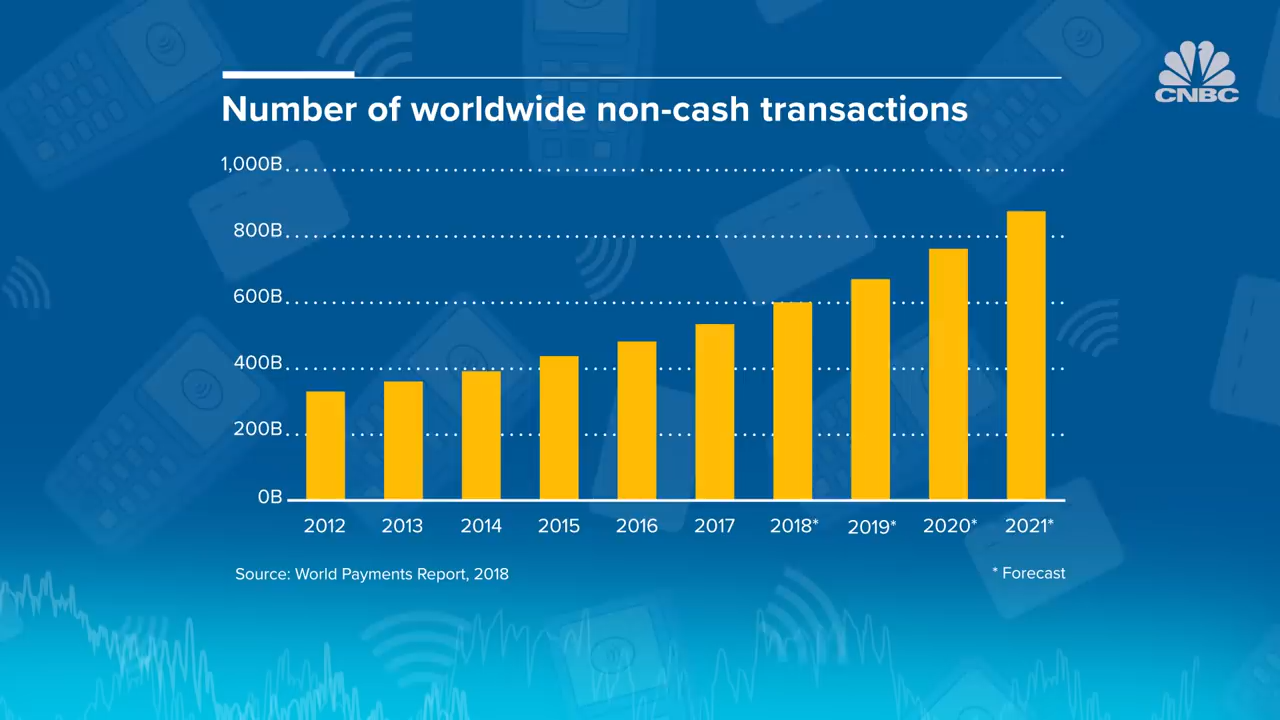 CNBC
Number of worldwide non-cash transactions
1,000B
800B
600B
400B
200B
0B
2012 2013 2014 2015 2016 2017 2018* 2019* 2020* 2021*
Source: World Payments Report, 2018
* Forecast